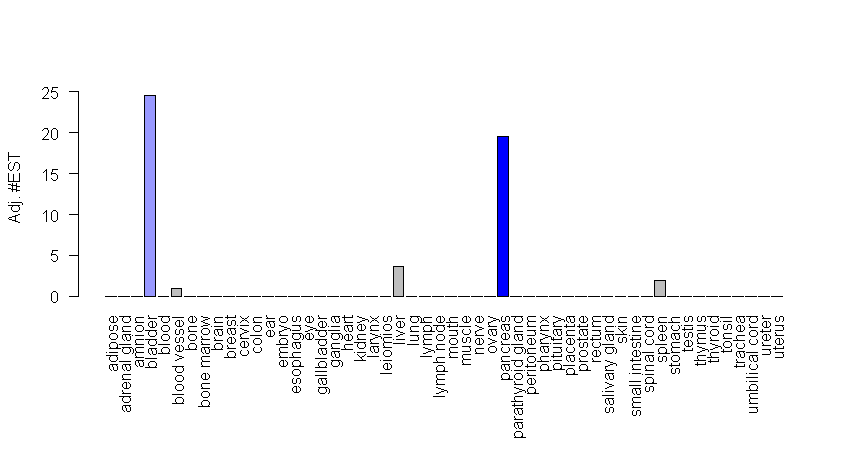 Adj. #EST
25
20
15
10
5
0
adipose
adrenal gland
amnion
bladder
blood
blood vessel
bone
bone marrow
brain
breast
cervix
colon
ear
embryo
esophagus
eye
gallbladder
ganglia
heart
kidney
larynx
leiomios
liver
lung
lymph
lymph node
mouth
muscle
nerve
ovary
pancreas
parathyroid gland
peritoneum
pharynx
pituitary
placenta
prostate
rectum
salivary gland
skin
small intestine
spinal cord
spleen
stomach
testis
thymus
thyroid
tonsil
trachea
umbilical cord
ureter
uterus